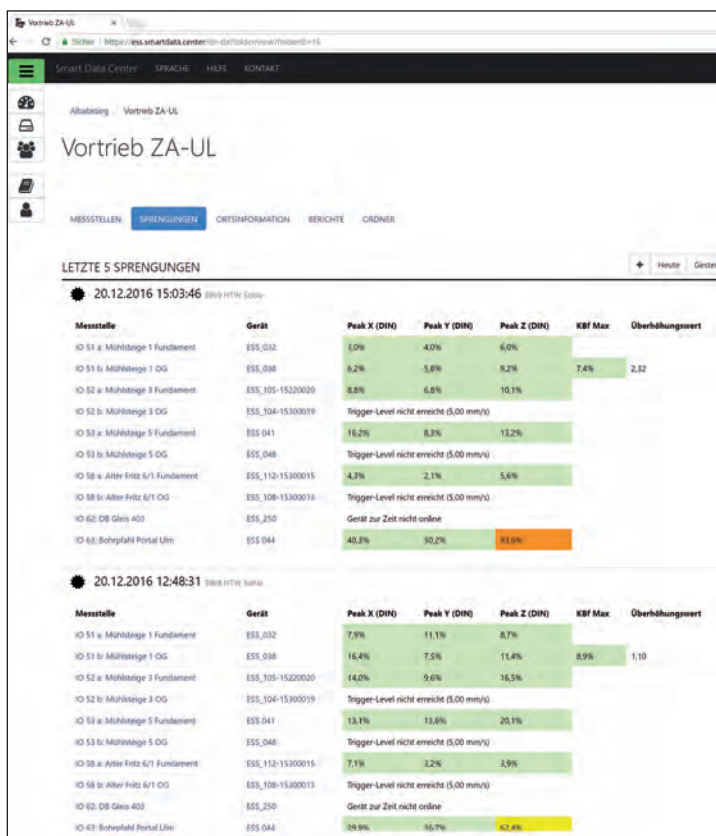 Vortrieb ZA-UL
Sicher https://ess.smartdata.center
Smart Data Center SPRACHE HILFE KONTAKT
Albabstieg Vortrieb ZA-UL
Vortrieb ZA-UL
MESSSTELLEN SPRENGUNGEN ORTSINFORMATION BERICHTE ORDNER
LETZTE 5 SPRENGUNGEN + Heute
20.12.2016 15:03:46
Messstelle Gerät Peak X (DIN) Peak Y (DIN) Peak Z (DIN) KBf Max Überhöhungswert
IO 51 a: Mühlsteige 1 Fundament ESS_032 3,0% 4,0% 6,0%
IO 51 b: Mühlsteige 1 OG ESS_038 6,2% 5,8% 9,2% 7,4% 2,32
IO 52 a: Mühlsteige 3 Fundament ESS_105-15220020 8,8% 6,8% 10,1%
IO 52 b: Mühlsteige 3 OG ESS_104-15300019 Trigger-Level nicht erreicht (5,00 mm/s)
IO 53 a: Mühlsteige 5 Fundament ESS 041 16,2% 8,3% 13,2%
IO 53 b: Mühlsteige 5 OG ESS_048 Trigger-Level nicht erreicht (5,00 mm/s)
IO 58 a: Alter Fritz 6/1 Fundament ESS_112-15300015 4,3% 2,1% 5,6%
IO 58 b: Alter Fritz 6/1 OG ESS_108-15300013 Trigger-Level nicht erreicht (5,00 mm/s)
IO 62: DB Gleis 403 ESS_250 Gerät zur Zeit nicht online
IO 63: Bohrpfahl Portal Ulm ESS 044 40,3% 30,2% 93,6%
20.12.2016 12:48:31
Messstelle Gerät Peak X (DIN) Peak Y (DIN) Peak Z (DIN) KBf Max Überhöhungswert
IO 51 a: Mühlsteige 1 Fundament ESS_032 7,9% 11,1% 8,7%
IO 51 b: Mühlsteige 1 OG ESS_038 16,4% 7,5% 11,4% 8,9% 1,10
IO 52 a: Mühlsteige 3 Fundament ESS_105-15220020 14,0% 9,6% 16,5%
IO 52 b: Mühlsteige 3 OG ESS_104-15300019 Trigger-Level nicht erreicht (5,00 mm/s)
IO 53 a: Mühlsteige 5 Fundament ESS 041 13,1% 13,6% 20,1%
IO 53 b: Mühlsteige 5 OG ESS_048 Trigger-Level nicht erreicht (5,00 mm/s)
IO 58 a: Alter Fritz 6/1 Fundament ESS_112-15300015 7,1% 3,2% 3,9%
IO 58 b: Alter Fritz 6/1 OG ESS_108-15300013 Trigger-Level nicht erreicht (5,00 mm/s)
IO 62: DB Gleis 403 ESS_250 Gerät zur Zeit nicht online
IO 63: Bohrpfahl Portal Ulm ESS 044 29,9% 62,4%